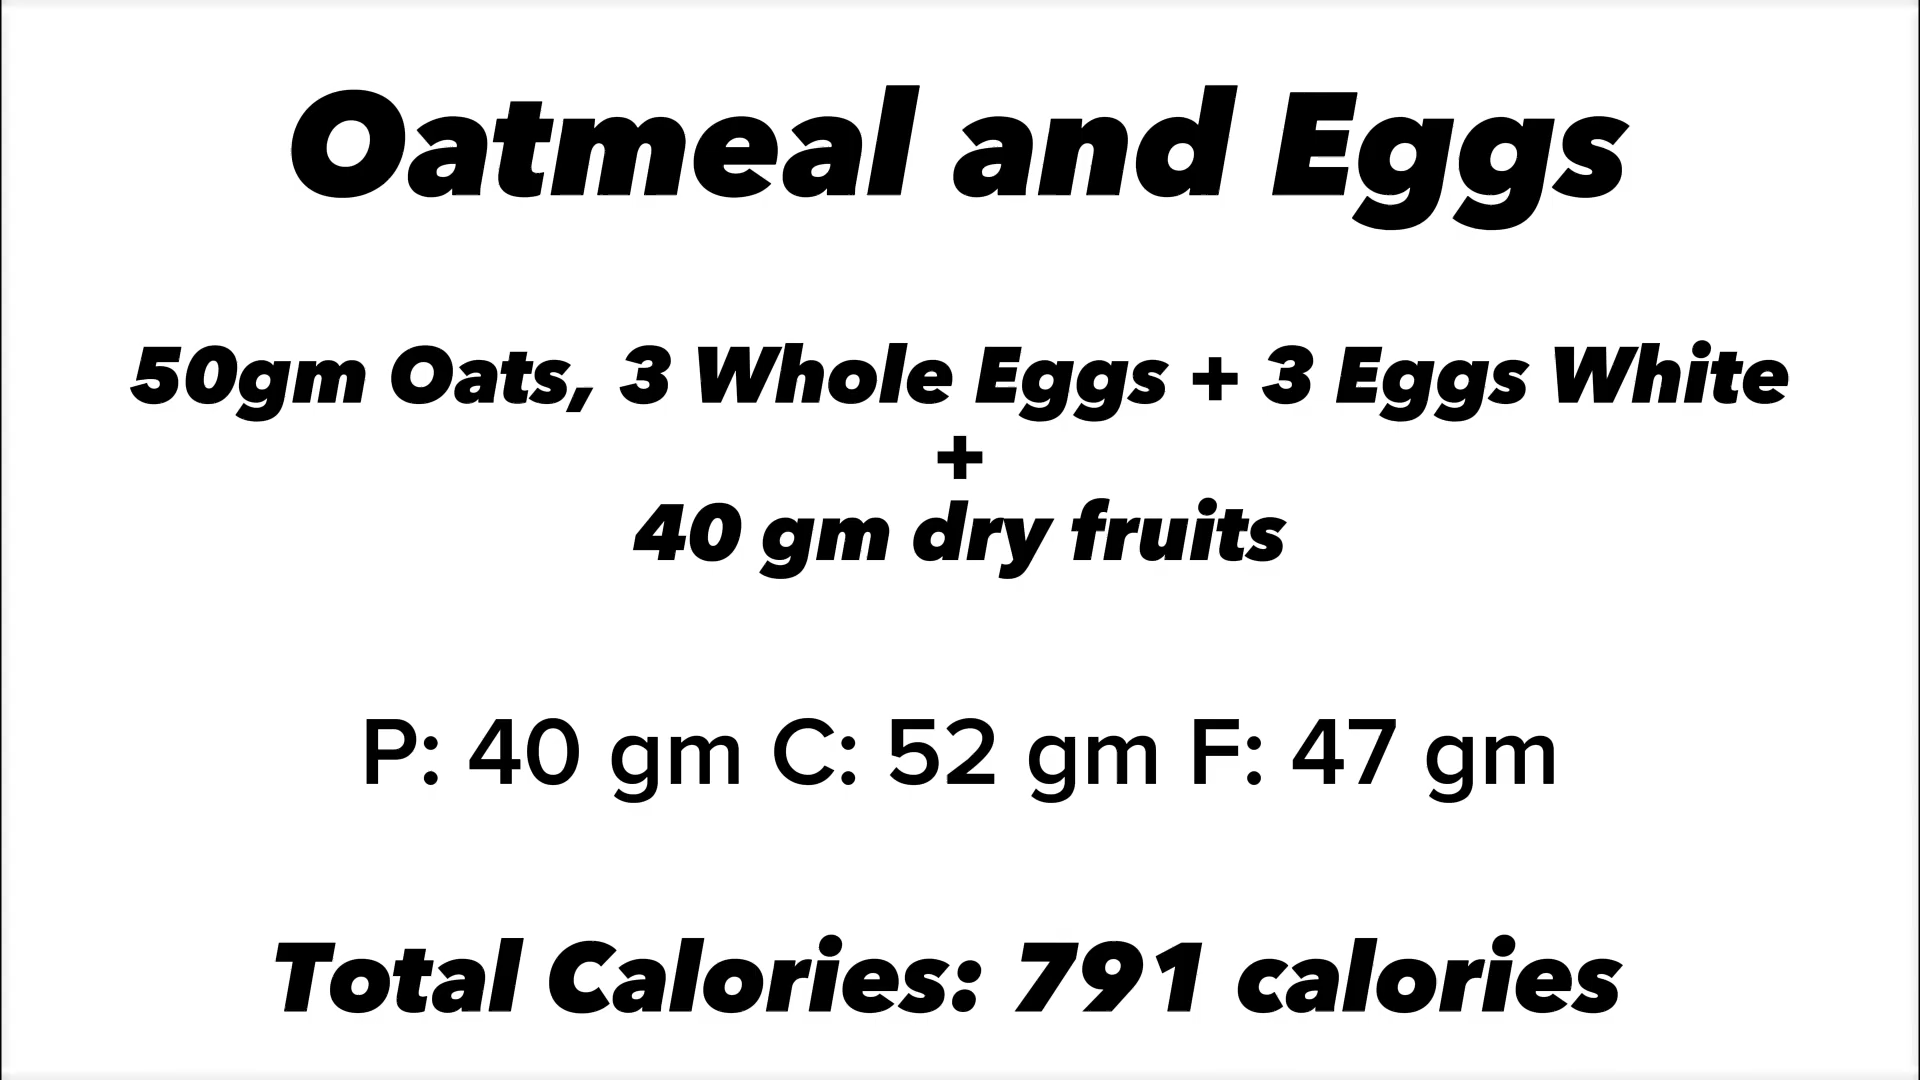 Oatmeal and Eggs
50gm Oats, 3 Whole Eggs + 3 Eggs White
+
40 gm dry fruits
P: 40 gm C: 52 gm F: 47 gm
Total Calories: 791 calories